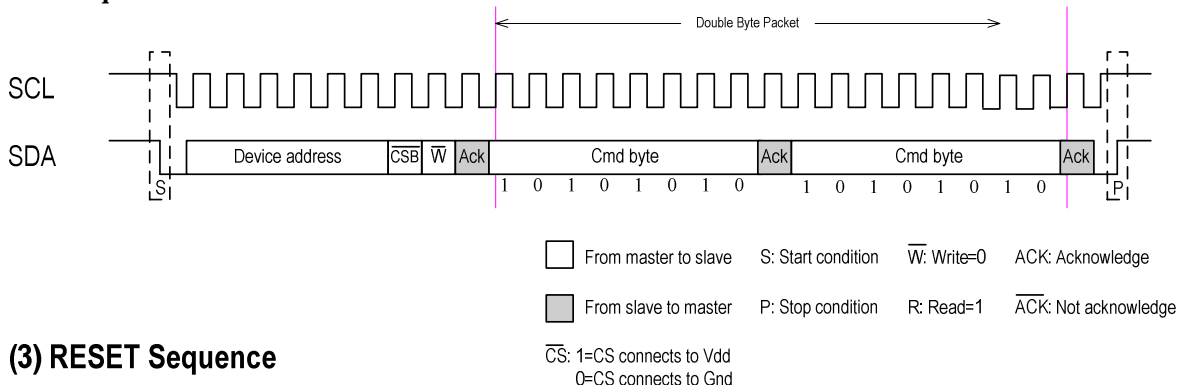 Double Byte Packet
SCL
SDA
S
Device address
C̅S̅B̅
W̅
Ack
Cmd byte
Ack
Cmd byte
Ack
P
1 0 1 0 1 0 1 0
1 0 1 0 1 0 1 0
From master to slave S: Start condition W̅: Write=0 ACK: Acknowledge
From slave to master P: Stop condition R: Read=1 A̅C̅K̅: Not acknowledge
C̅S̅: 1=CS connects to Vdd
0=CS connects to Gnd
(3) RESET Sequence